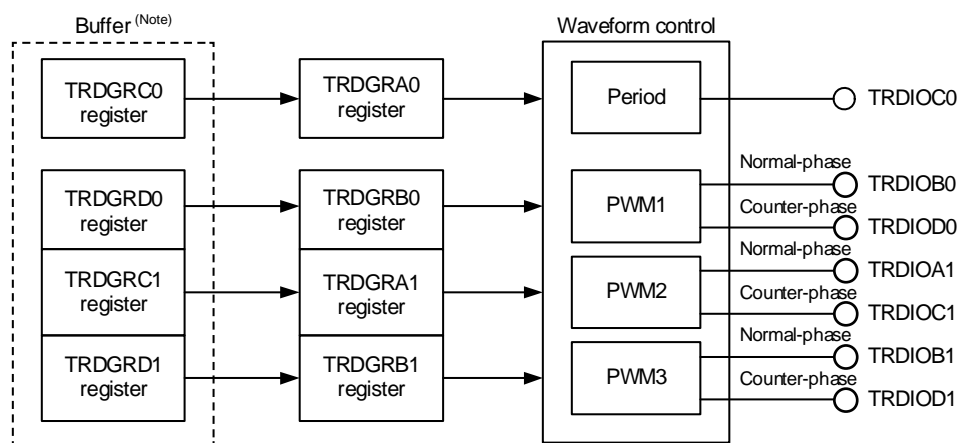 Buffer (Note)
Waveform control
TRDGRC0
register
TRDGRA0
register
Period
TRDIOC0
TRDGRD0
register
TRDGRB0
register
PWM1
Normal-phase
TRDIOB0
Counter-phase
TRDIOD0
TRDGRC1
register
TRDGRA1
register
PWM2
Normal-phase
TRDIOA1
Counter-phase
TRDIOC1
TRDGRD1
register
TRDGRB1
register
PWM3
Normal-phase
TRDIOB1
Counter-phase
TRDIOD1